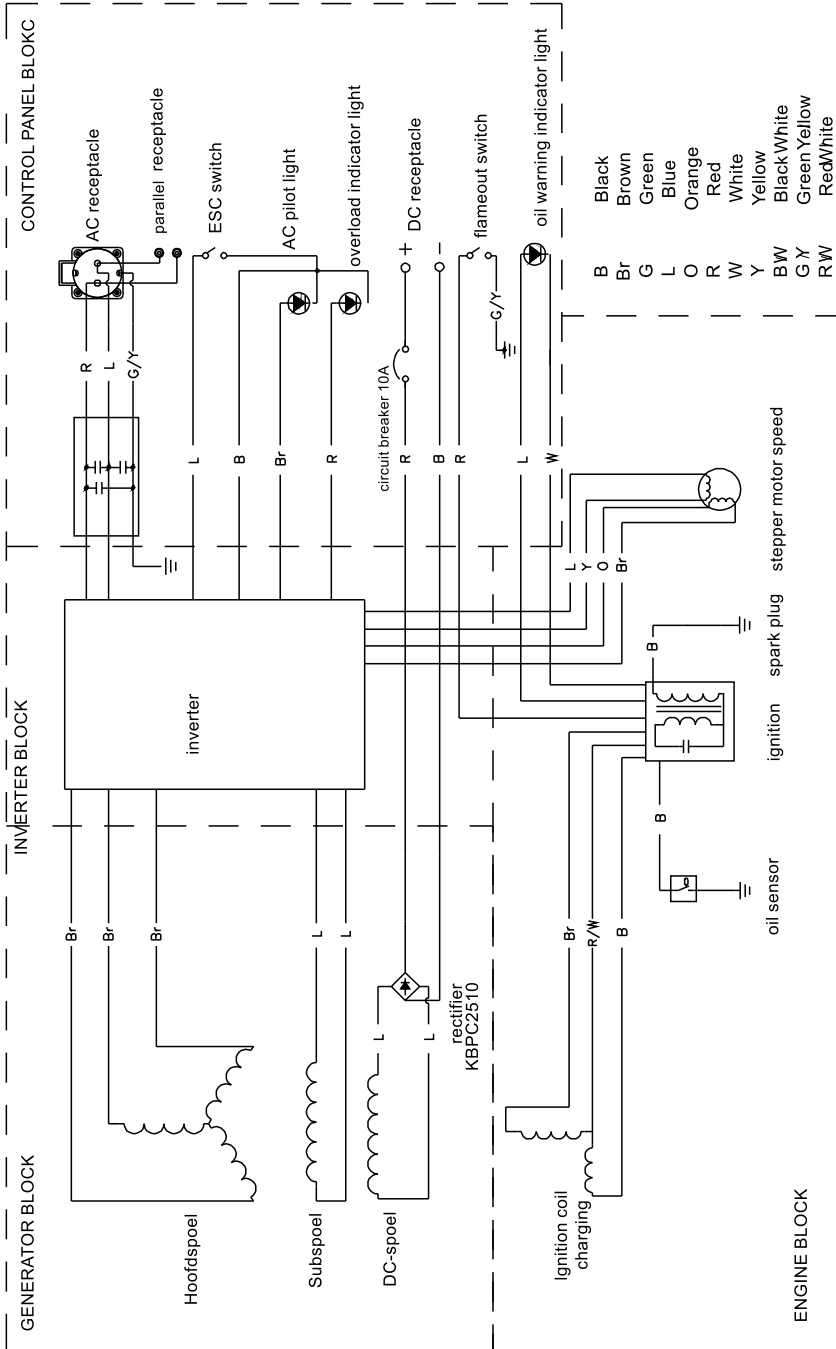 GENERATOR BLOCK
INVERTER BLOCK
CONTROL PANEL BLOKC
Hoofdspoel
Br
Br
Br
inverter
R
L
G/Y
AC receptacle
parallel receptacle
L
ESC switch
B
Br
AC pilot light
R
overload indicator light
Subspoel
L
L
DC-spoel
L
L
rectifier
KBPC2510
circuit breaker 10A
R
+
DC receptacle
B
-
R
flameout switch
G/Y
L
W
oil warning indicator light
Ignition coil
charging
Br
R/W
B
B
B
L
Y
O
Br
oil sensor
ignition
spark plug
stepper motor speed
ENGINE BLOCK
B Black
Br Brown
G Green
L Blue
O Orange
R Red
W White
Y Yellow
BW Black White
G Y Green Yellow
RW Red White